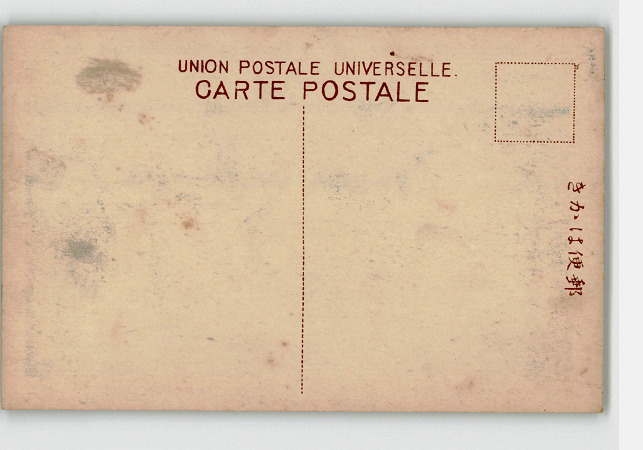 UNION POSTALE UNIVERSELLE.
CARTE POSTALE
きかは便郵